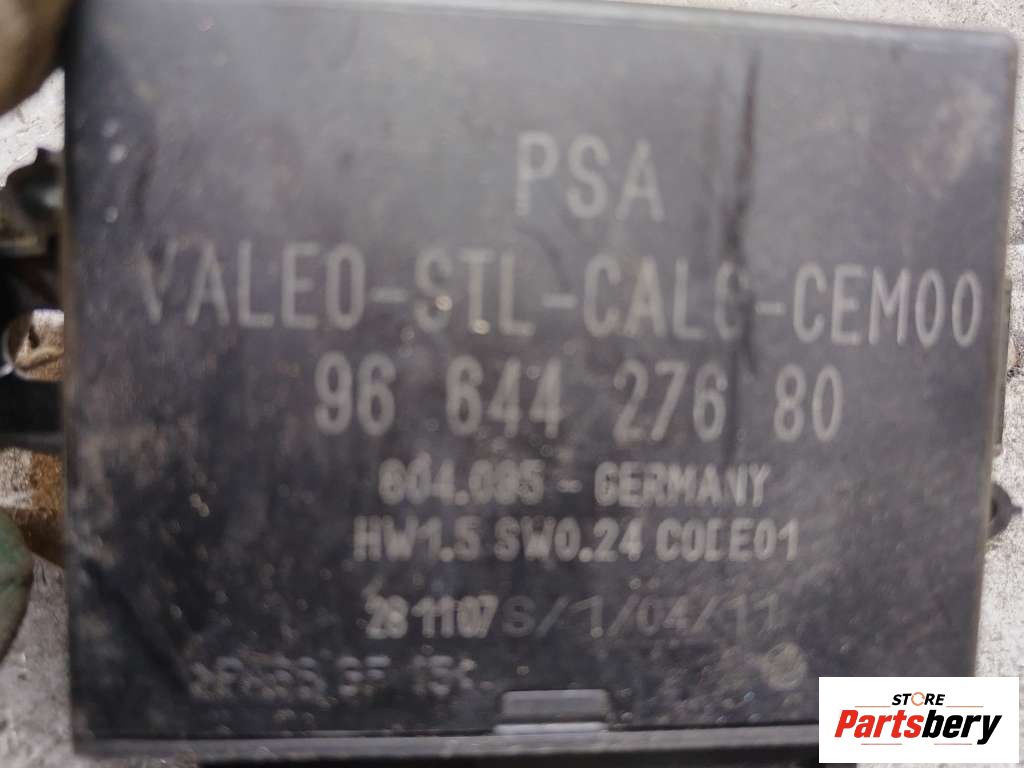 PSA
VALEO-STL-CALC-CEM00
96 644 276 80
604.095 - GERMANY
HW1.5 SW0.24 CODE01
281107 S/1/04/11
STORE
Partsbery